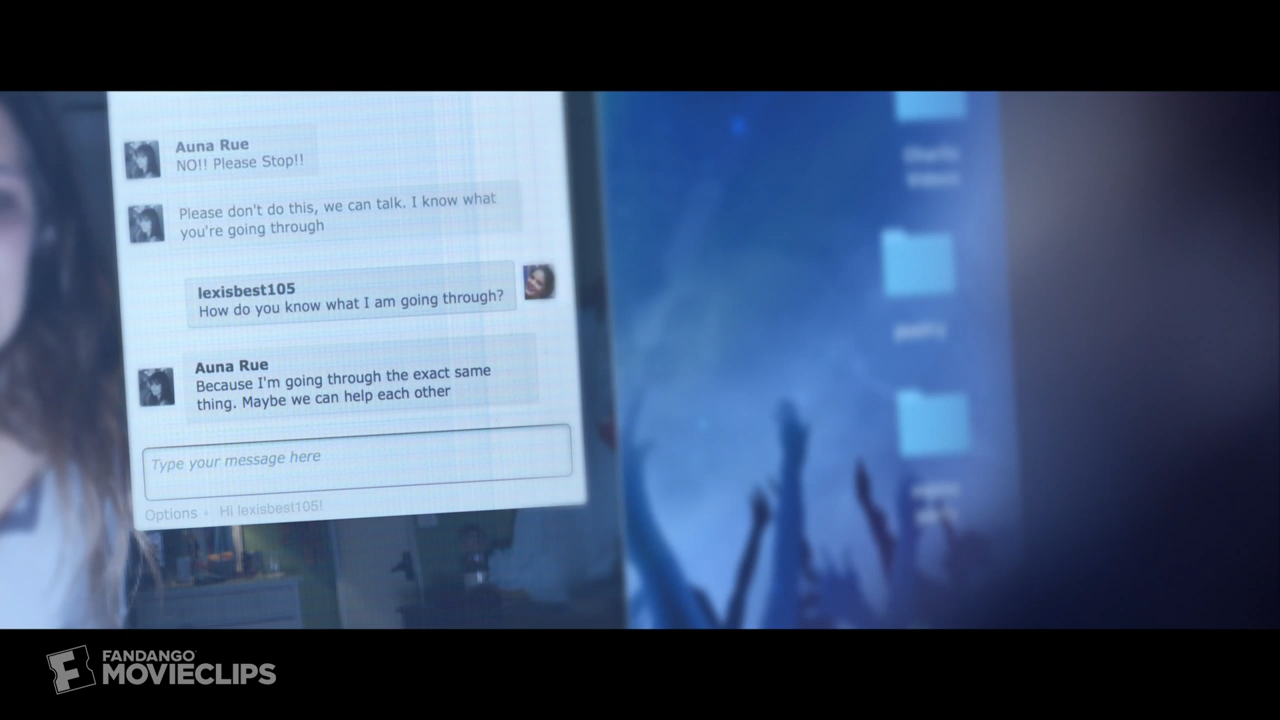 Auna Rue
NO!! Please Stop!!
Please don't do this, we can talk. I know what
you're going through
lexisbest105
How do you know what I am going through?
Auna Rue
Because I'm going through the exact same
thing. Maybe we can help each other
Type your message here
Options
Hi lexisbest105!
FANDANGO
MOVIECLIPS